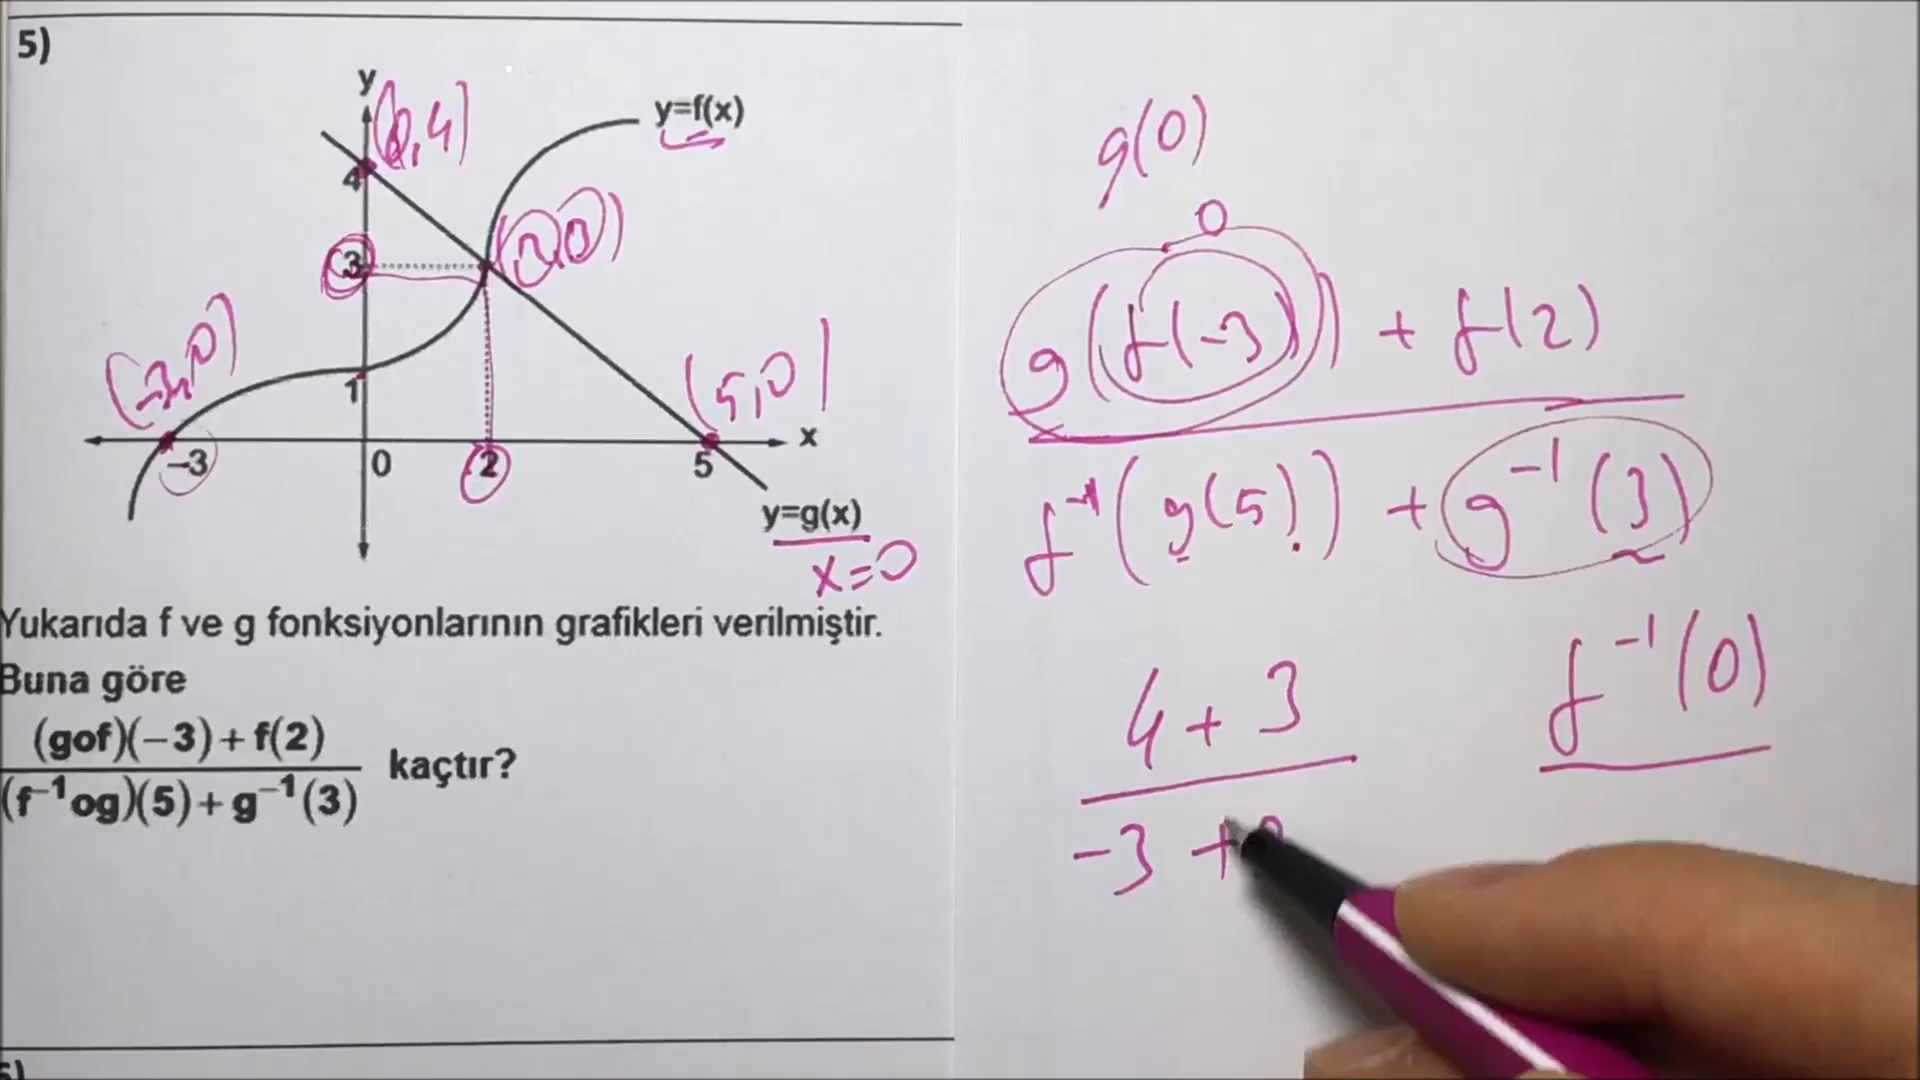 5)
y
(0,4)
y=f(x)
4
3
(-3,0)
1
(5,0)
-3
0
2
5
x
y=g(x)
x=0
Yukarıda f ve g fonksiyonlarının grafikleri verilmiştir.
Buna göre
(gof)(−3)+f(2)
(f⁻¹og)(5)+g⁻¹(3)
kaçtır?
g(0)
0
g(f(-3)) + f(2)
f⁻¹(g(5)) + g⁻¹(3)
4 + 3
-3 +
f⁻¹(0)